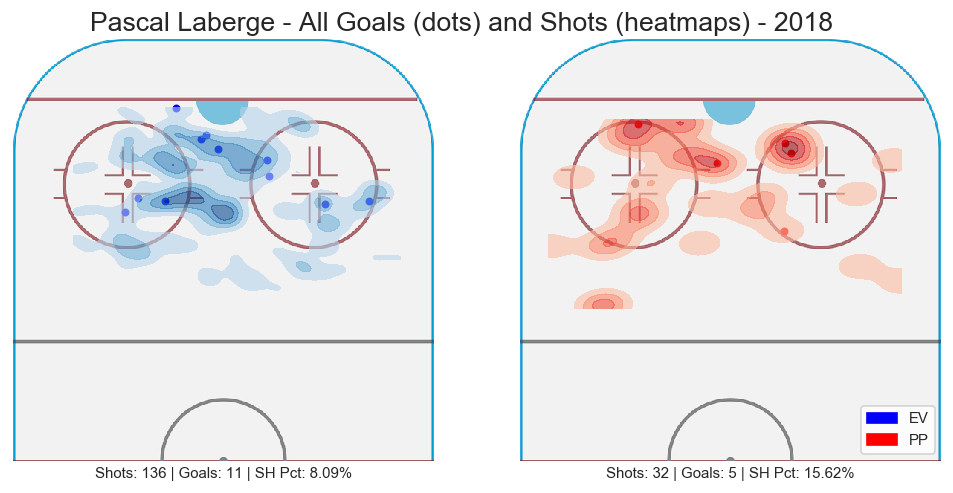 Pascal Laberge - All Goals (dots) and Shots (heatmaps) - 2018
EV
PP
Shots: 136 | Goals: 11 | SH Pct: 8.09%
Shots: 32 | Goals: 5 | SH Pct: 15.62%